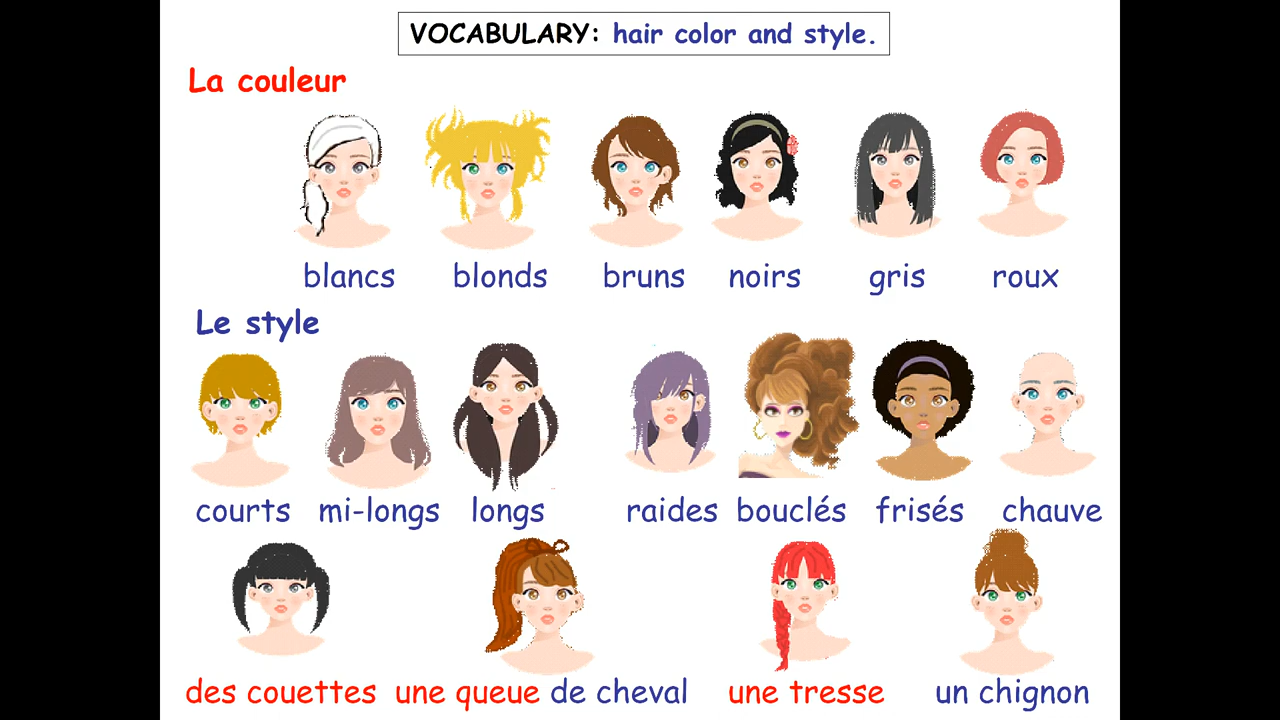 VOCABULARY: hair color and style.
La couleur
blancs blonds bruns noirs gris roux
Le style
courts mi-longs longs raides bouclés frisés chauve
des couettes une queue de cheval une tresse un chignon